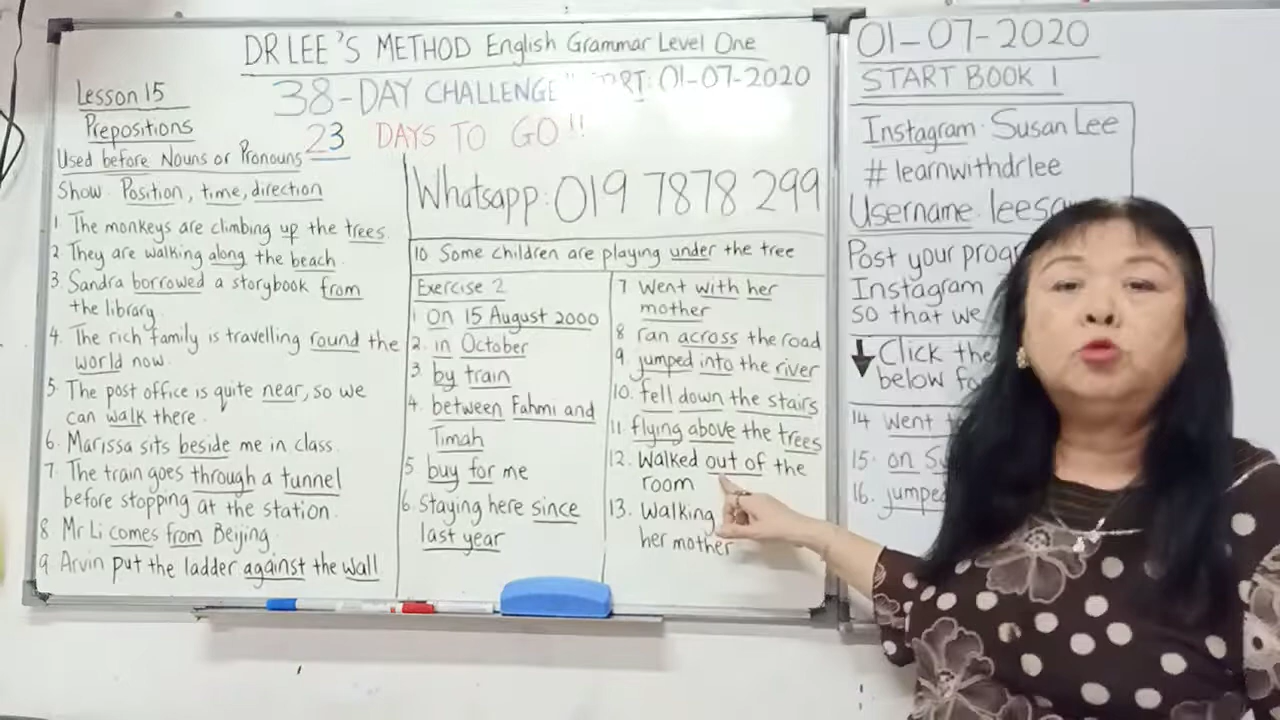 DR LEE'S METHOD English Grammar Level One
38-DAY CHALLENGE 01-07-2020
23 DAYS TO GO!!
Lesson 15
Prepositions
Used before Nouns or Pronouns
Show Position, time, direction
1 The monkeys are climbing up the trees
2 They are walking along the beach
3 Sandra borrowed a storybook from
the library
4. The rich family is travelling round the
world now.
5 The post office is quite near, so we
can walk there.
6. Marissa sits beside me in class.
7. The train goes through a tunnel
before stopping at the station.
8 Mr Li comes from Beijing
9 Arvin put the ladder against the wall
Whatsapp: 019 7878 299
10 Some children are playing under the tree
Exercise 2
1 On 15 August 2000
2. in October
3. by train
4. between Fahmi and
Timah
5 buy for me
6. Staying here since
last year
7 Went with her
mother
8 ran across the road
9 jumped into the river
10. fell down the stairs
11 flying above the trees
12. Walked out of the
room
13. Walking
her mother
01-07-2020
START BOOK 1
Instagram: Susan Lee
#learnwithdrlee
Username
Post your
Instagram
so that we
Click the
below
14 Went
15. on
16. jumped